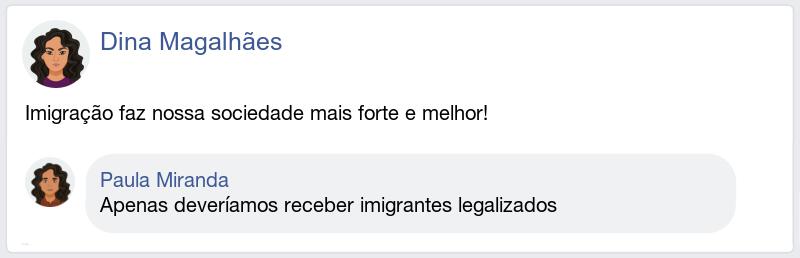 Dina Magalhães
Imigração faz nossa sociedade mais forte e melhor!
Paula Miranda
Apenas deveríamos receber imigrantes legalizados